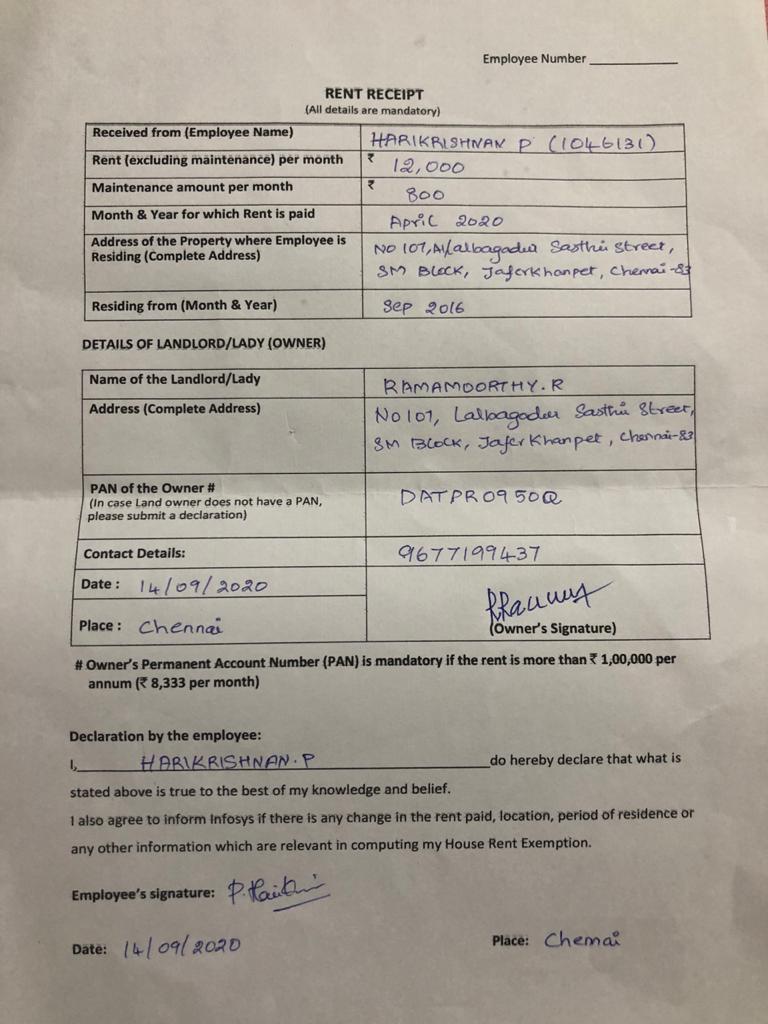 Employee Number
RENT RECEIPT
(All details are mandatory)
Received from (Employee Name) HARIKRISHNAN P (1046131)
Rent (excluding maintenance) per month ₹ 12,000
Maintenance amount per month ₹ 800
Month & Year for which Rent is paid April 2020
Address of the Property where Employee is No 107, Sasthri Street,
Residing (Complete Address) SM Block, Jaferkhanpet, Chennai-83
Residing from (Month & Year) Sep 2016
DETAILS OF LANDLORD/LADY (OWNER)
Name of the Landlord/Lady RAMAMOORTHY.R
Address (Complete Address) No 107, Sasthri Street,
SM Block, Jafer Khanpet, Chennai-83
PAN of the Owner # DATPR0950Q
(In case Land owner does not have a PAN,
please submit a declaration)
Contact Details: 9677199437
Date : 14/09/2020
Place : Chennai
(Owner's Signature)
# Owner's Permanent Account Number (PAN) is mandatory if the rent is more than ₹ 1,00,000 per
annum (₹ 8,333 per month)
Declaration by the employee:
I, HARIKRISHNAN.P do hereby declare that what is
stated above is true to the best of my knowledge and belief.
I also agree to inform Infosys if there is any change in the rent paid, location, period of residence or
any other information which are relevant in computing my House Rent Exemption.
Employee's signature:
Date: 14/09/2020 Place: Chennai